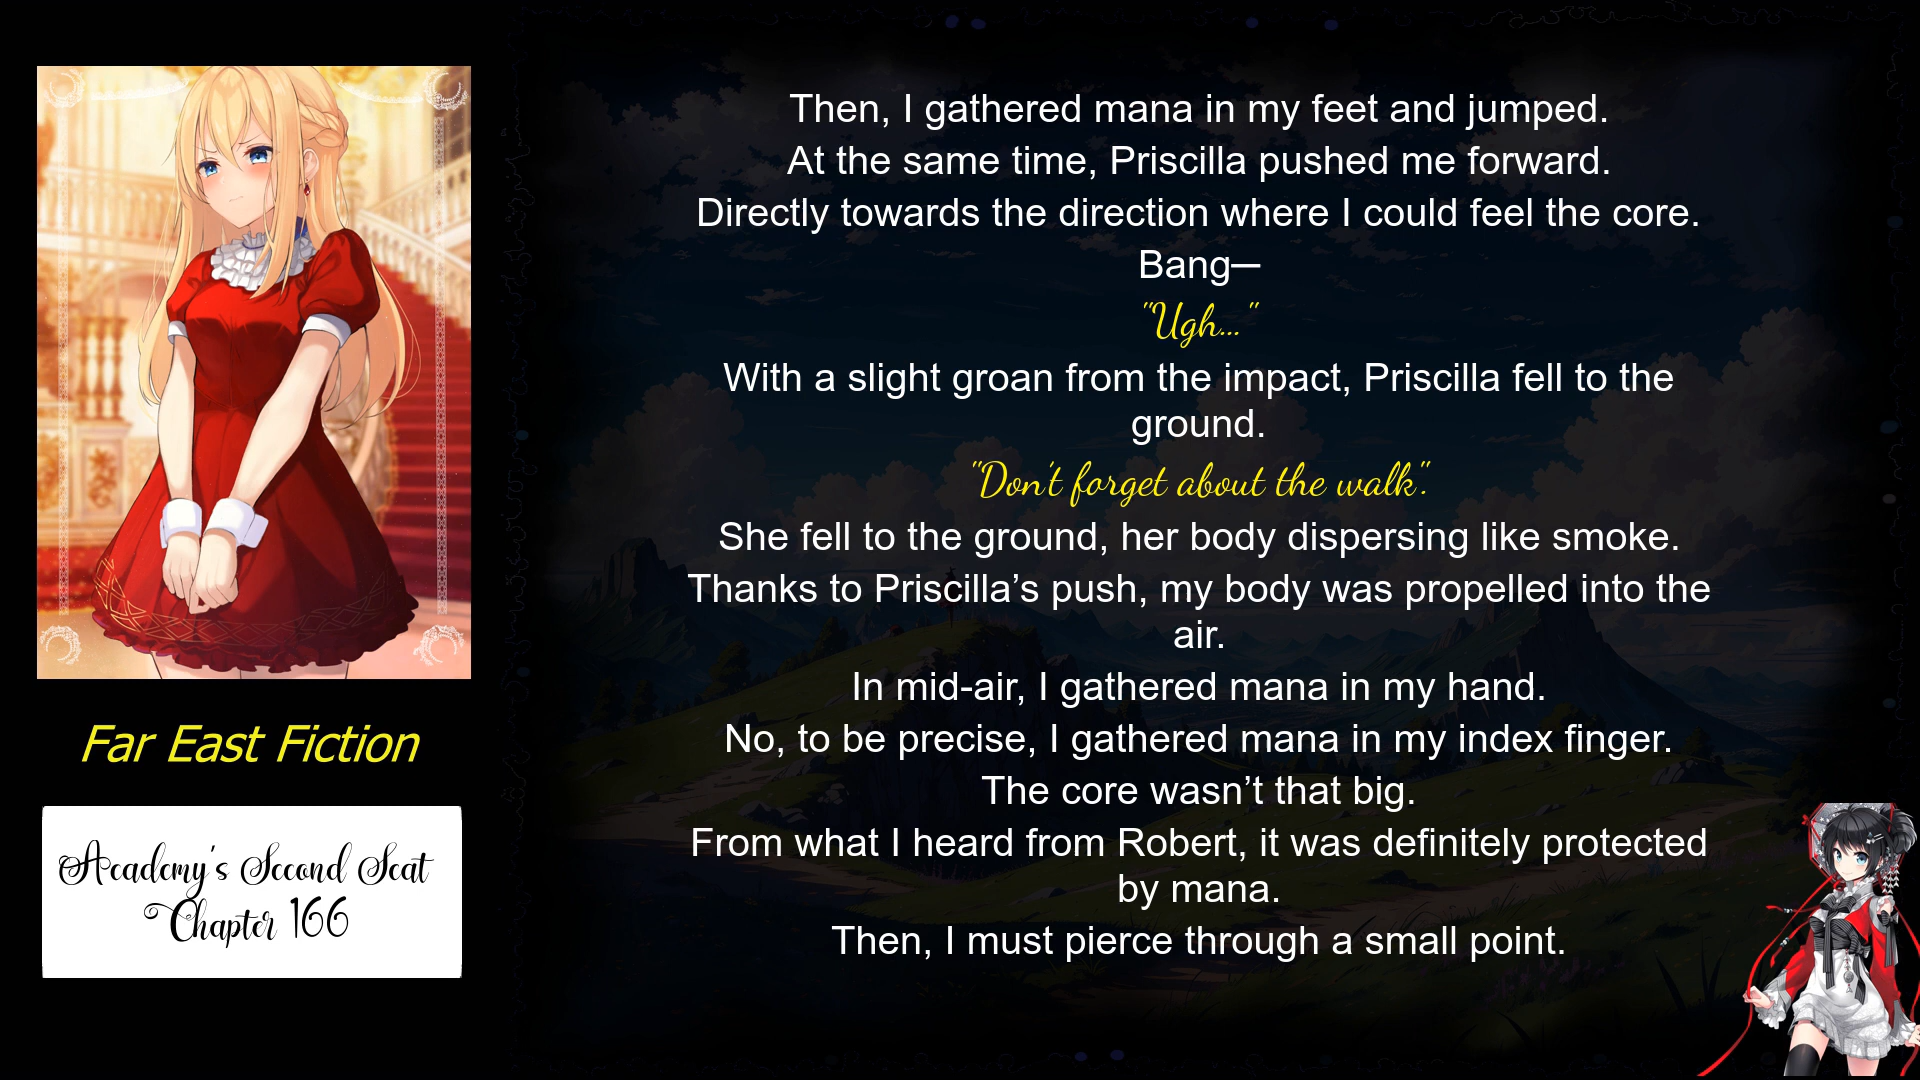 Then, I gathered mana in my feet and jumped.
At the same time, Priscilla pushed me forward.
Directly towards the direction where I could feel the core.
Bang─
"Ugh..."
With a slight groan from the impact, Priscilla fell to the
ground.
"Don't forget about the walk".
She fell to the ground, her body dispersing like smoke.
Thanks to Priscilla’s push, my body was propelled into the
air.
In mid-air, I gathered mana in my hand.
No, to be precise, I gathered mana in my index finger.
The core wasn’t that big.
From what I heard from Robert, it was definitely protected
by mana.
Then, I must pierce through a small point.
Far East Fiction
Academy's Second Seat
Chapter 166